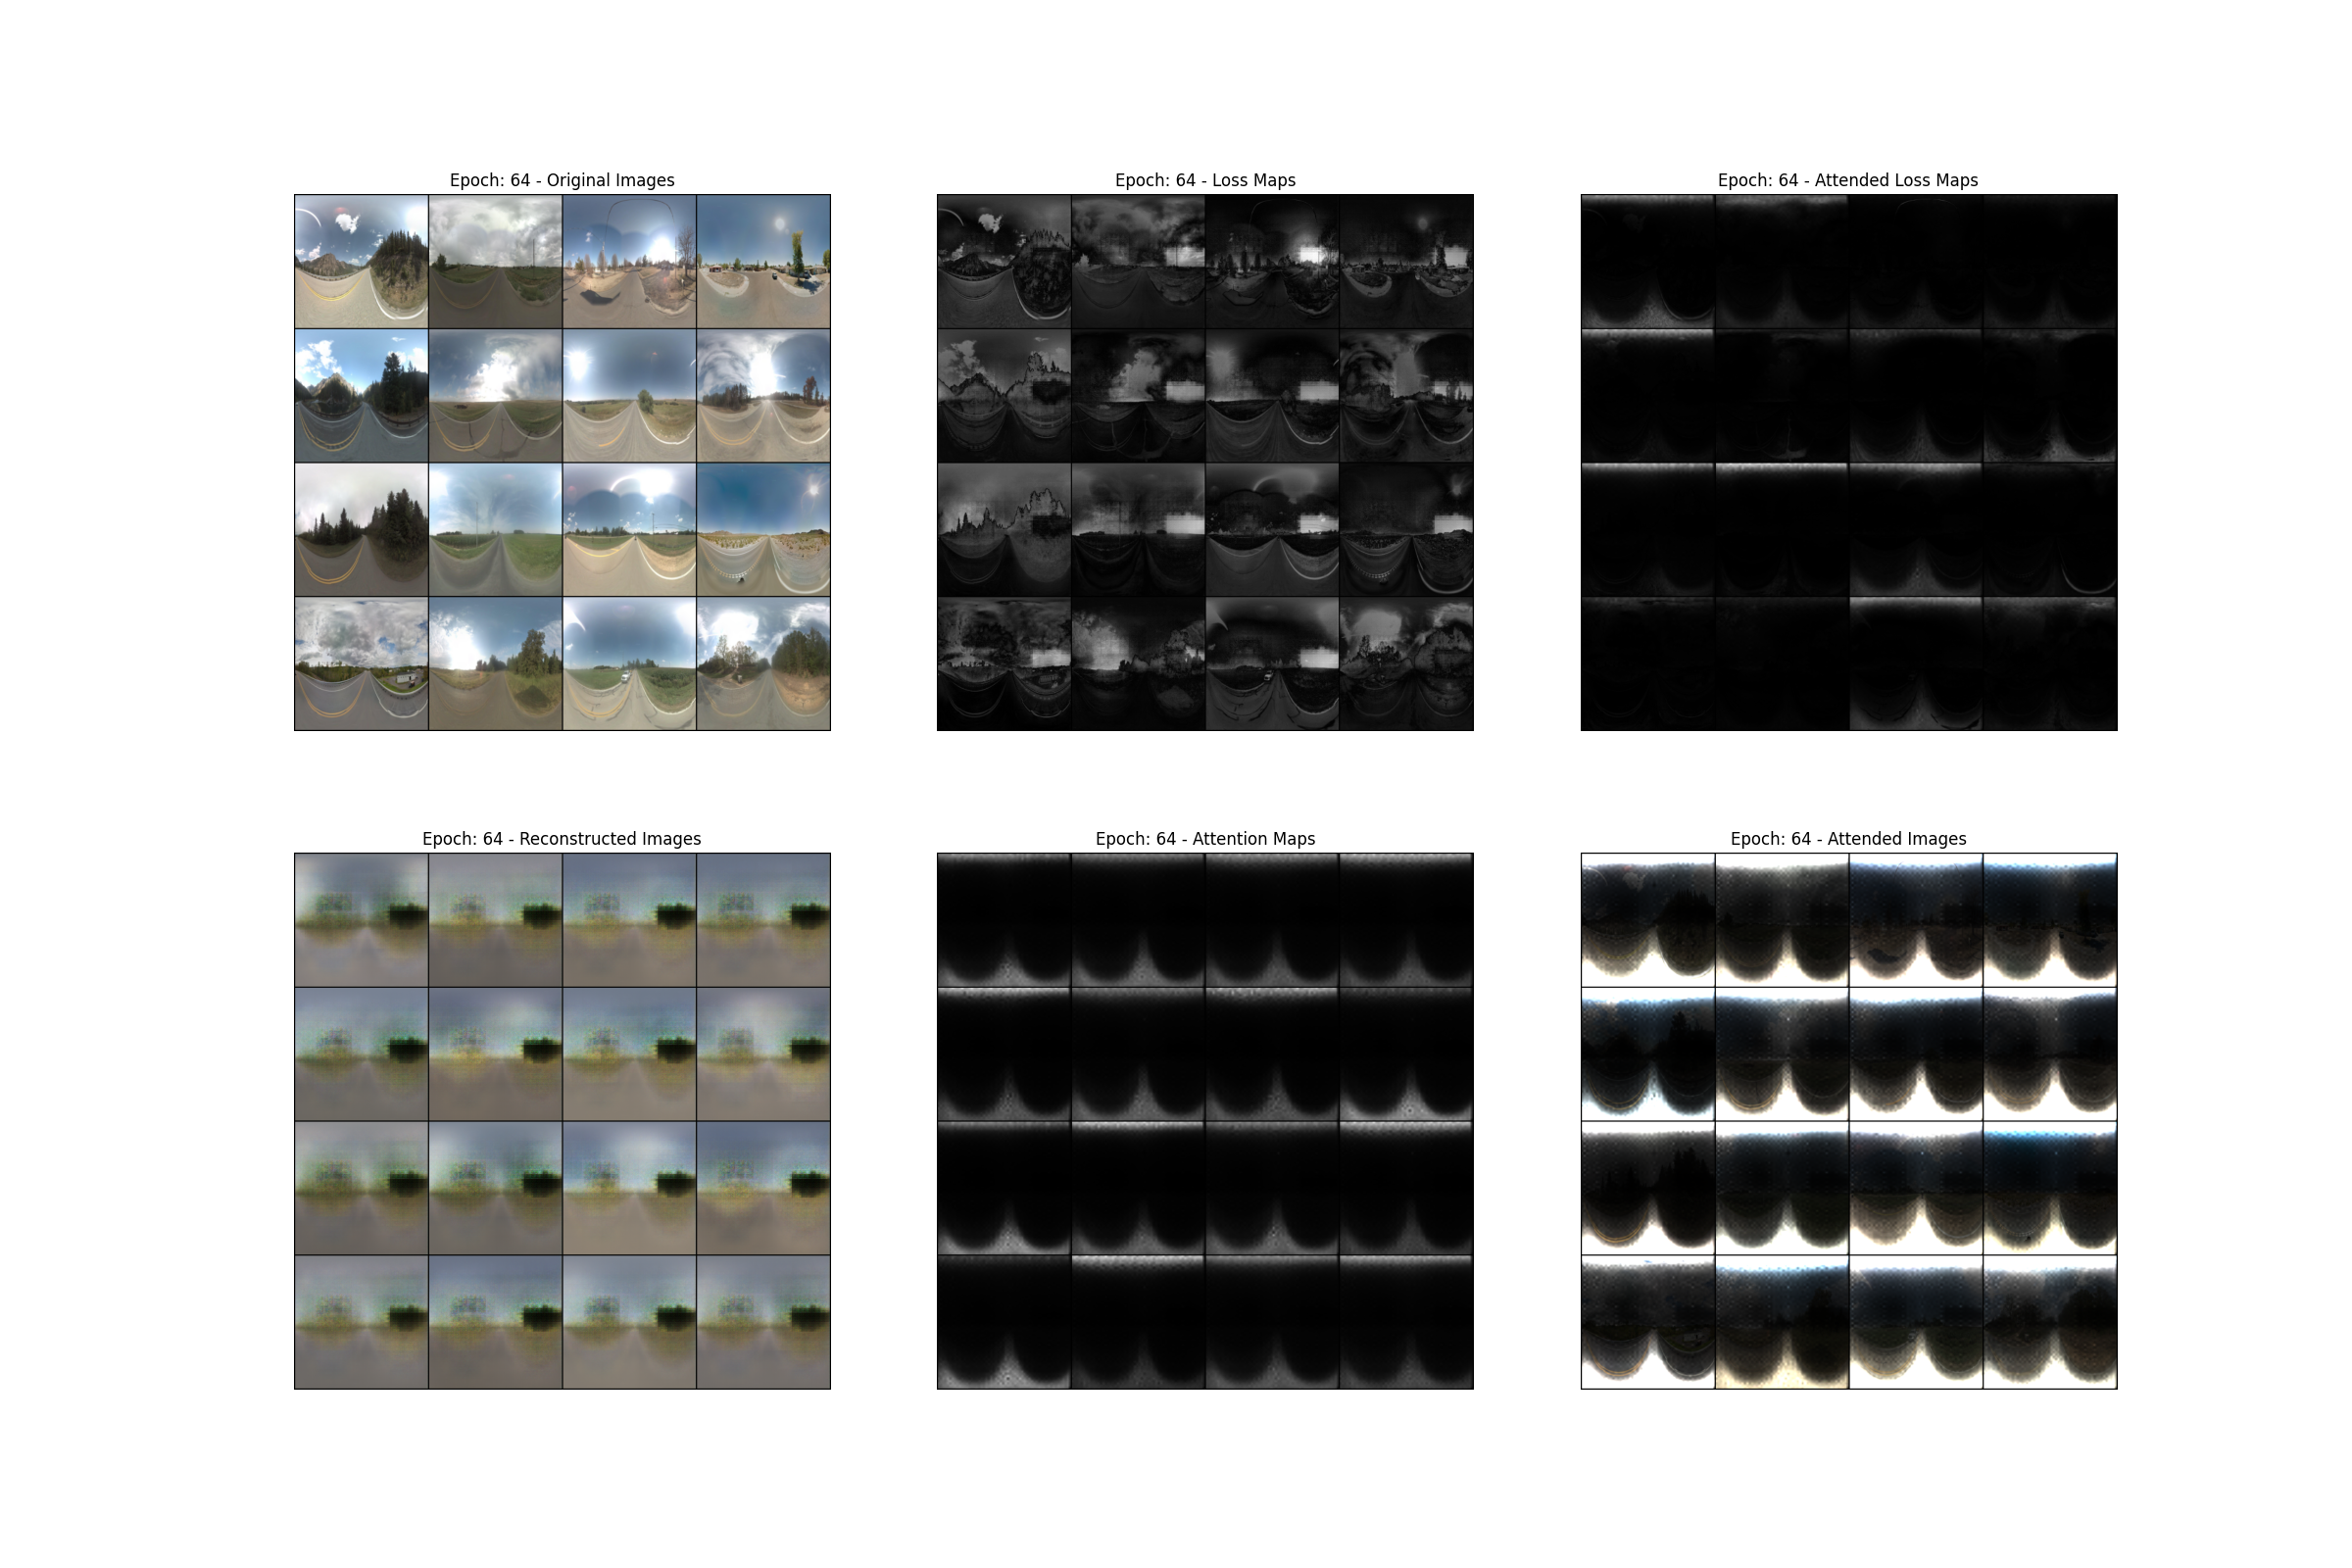 Epoch: 64 - Original Images
Epoch: 64 - Loss Maps
Epoch: 64 - Attended Loss Maps
Epoch: 64 - Reconstructed Images
Epoch: 64 - Attention Maps
Epoch: 64 - Attended Images